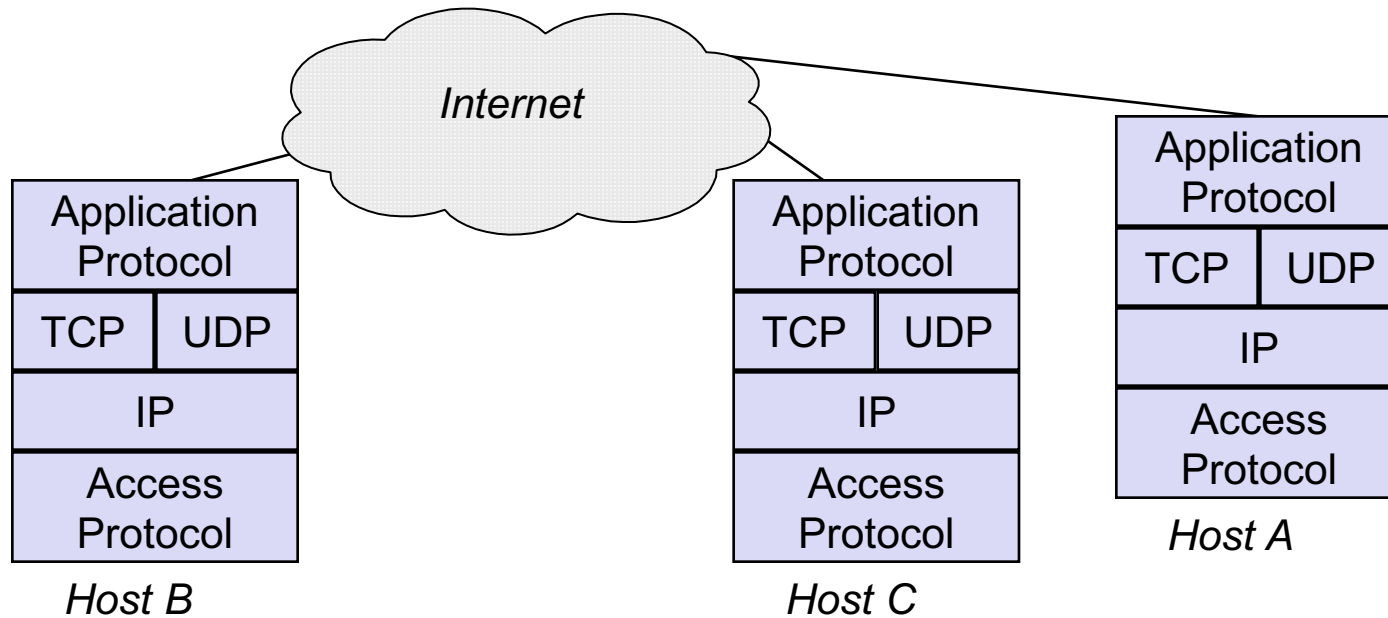 Internet
Application
Protocol
TCP UDP
IP
Access
Protocol
Host B
Application
Protocol
TCP UDP
IP
Access
Protocol
Host C
Application
Protocol
TCP UDP
IP
Access
Protocol
Host A